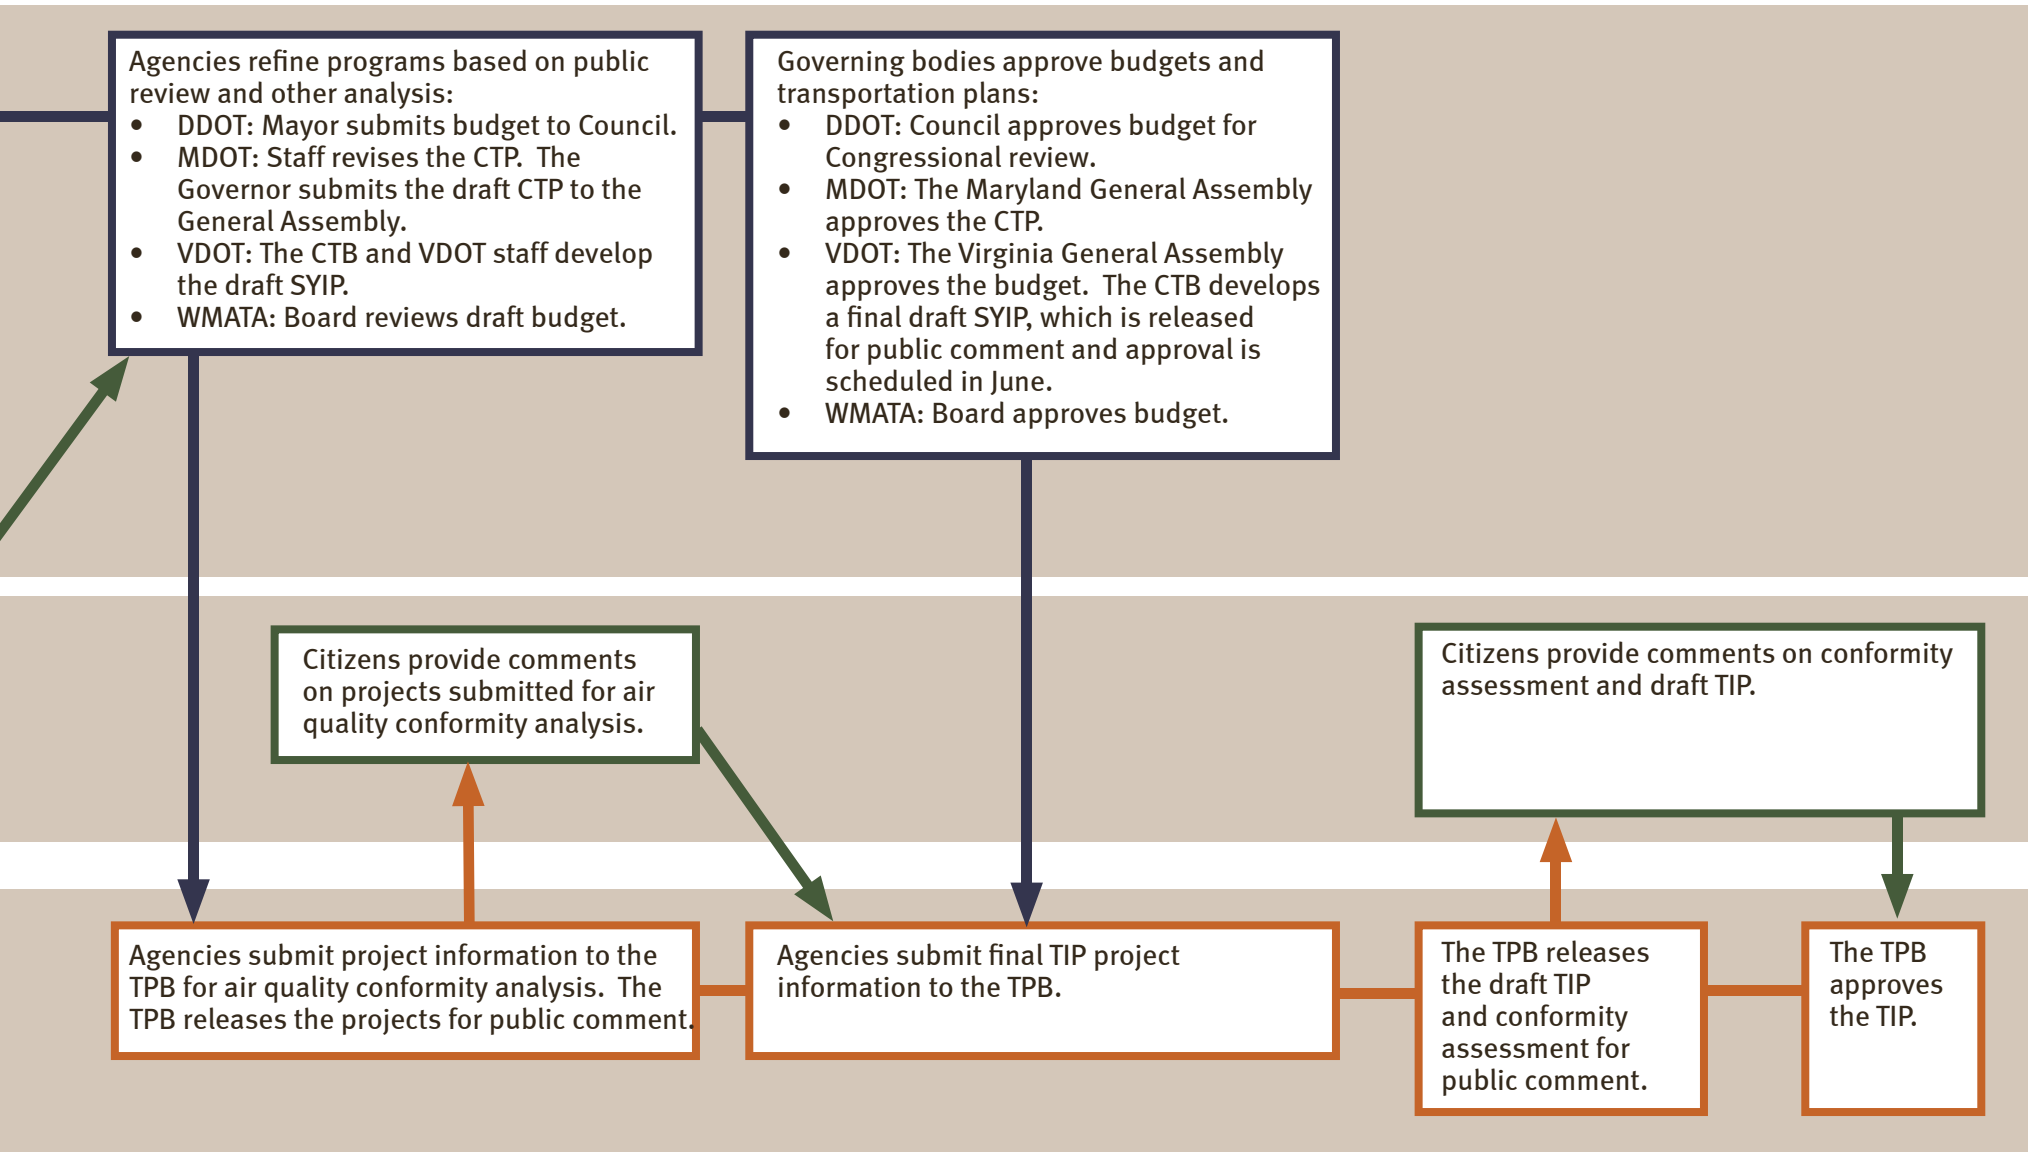 Agencies refine programs based on public
review and other analysis:
• DDOT: Mayor submits budget to Council.
• MDOT: Staff revises the CTP.  The
Governor submits the draft CTP to the
General Assembly.
• VDOT: The CTB and VDOT staff develop
the draft SYIP.
• WMATA: Board reviews draft budget.
Governing bodies approve budgets and
transportation plans:
• DDOT: Council approves budget for
Congressional review.
• MDOT: The Maryland General Assembly
approves the CTP.
• VDOT: The Virginia General Assembly
approves the budget.  The CTB develops
a final draft SYIP, which is released
for public comment and approval is
scheduled in June.
• WMATA: Board approves budget.
Citizens provide comments
on projects submitted for air
quality conformity analysis.
Citizens provide comments on conformity
assessment and draft TIP.
Agencies submit project information to the
TPB for air quality conformity analysis.  The
TPB releases the projects for public comment.
Agencies submit final TIP project
information to the TPB.
The TPB releases
the draft TIP
and conformity
assessment for
public comment.
The TPB
approves
the TIP.